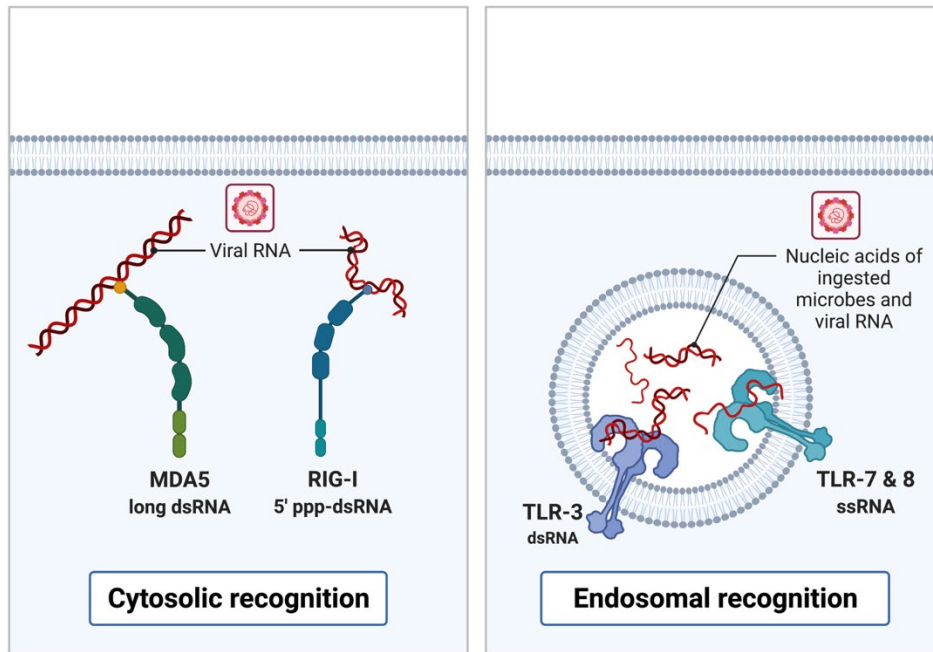 Viral RNA
MDA5
long dsRNA
RIG-I
5' ppp-dsRNA
Cytosolic recognition
Nucleic acids of
ingested
microbes and
viral RNA
TLR-3
dsRNA
TLR-7 & 8
ssRNA
Endosomal recognition